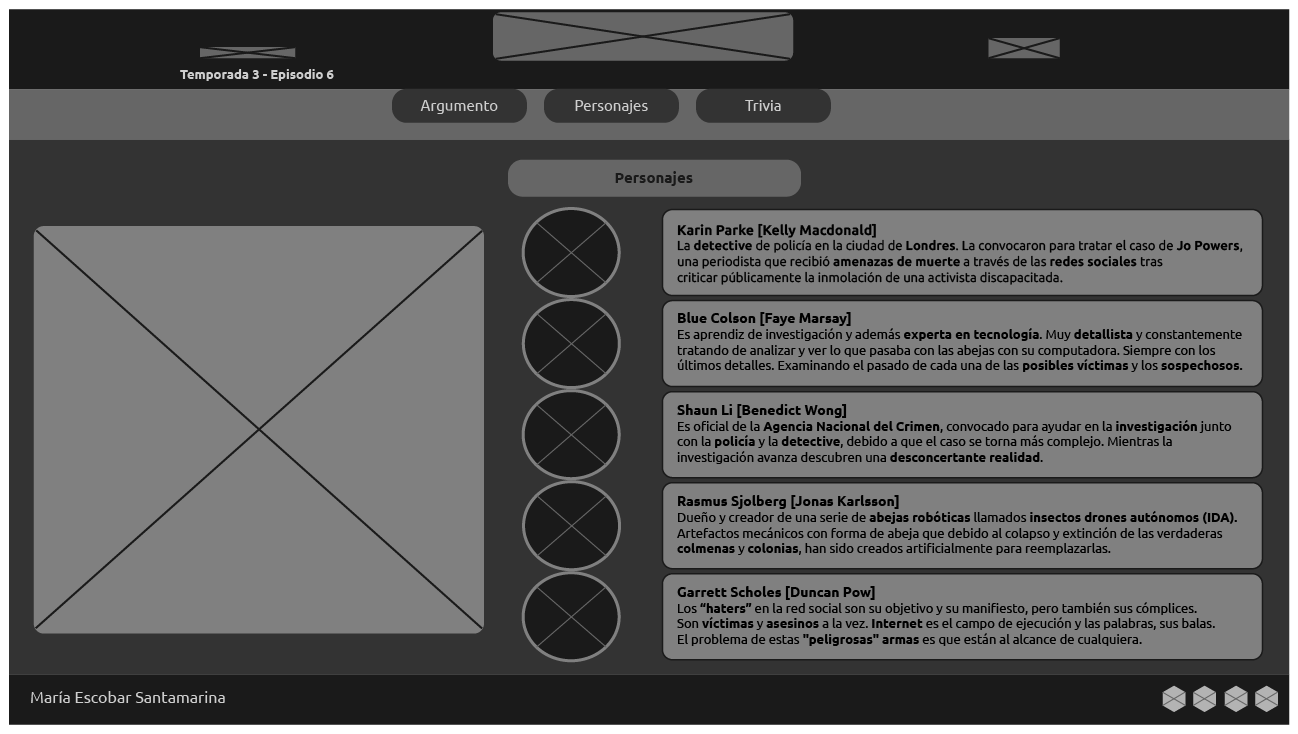 Temporada 3 - Episodio 6
Argumento
Personajes
Trivia
Personajes
Karin Parke [Kelly Macdonald]
La detective de policía en la ciudad de Londres. La convocaron para tratar el caso de Jo Powers,
una periodista que recibió amenazas de muerte a través de las redes sociales tras
criticar públicamente la inmolación de una activista discapacitada.
Blue Colson [Faye Marsay]
Es aprendiz de investigación y además experta en tecnología. Muy detallista y constantemente
tratando de analizar y ver lo que pasaba con las abejas con su computadora. Siempre con los
últimos detalles. Examinando el pasado de cada una de las posibles víctimas y los sospechosos.
Shaun Li [Benedict Wong]
Es oficial de la Agencia Nacional del Crimen, convocado para ayudar en la investigación junto
con la policía y la detective, debido a que el caso se torna más complejo. Mientras la
investigación avanza descubren una desconcertante realidad.
Rasmus Sjolberg [Jonas Karlsson]
Dueño y creador de una serie de abejas robóticas llamados insectos drones autónomos (IDA).
Artefactos mecánicos con forma de abeja que debido al colapso y extinción de las verdaderas
colmenas y colonias, han sido creados artificialmente para reemplazarlas.
Garrett Scholes [Duncan Pow]
Los “haters” en la red social son su objetivo y su manifiesto, pero también sus cómplices.
Son víctimas y asesinos a la vez. Internet es el campo de ejecución y las palabras, sus balas.
El problema de estas "peligrosas" armas es que están al alcance de cualquiera.
María Escobar Santamarina